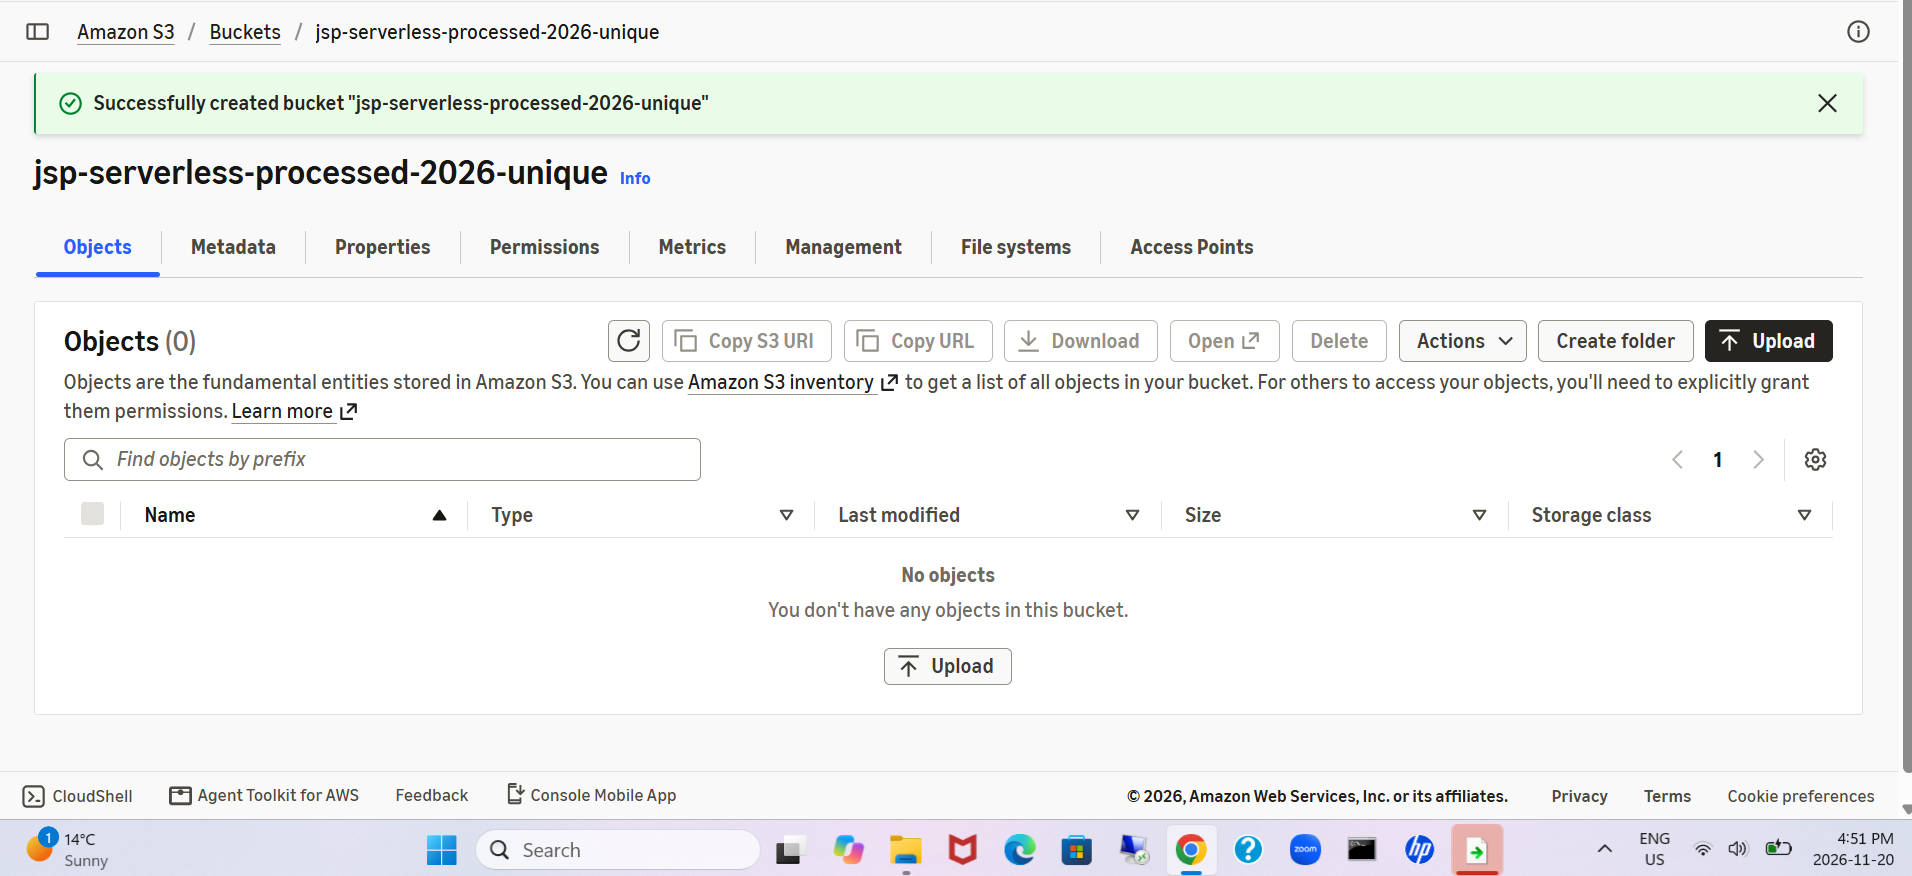 Amazon S3 / Buckets / jsp-serverless-processed-2026-unique
Successfully created bucket "jsp-serverless-processed-2026-unique"
jsp-serverless-processed-2026-unique Info
Objects Metadata Properties Permissions Metrics Management File systems Access Points
Objects (0) Copy S3 URI Copy URL Download Open Delete Actions Create folder Upload
Objects are the fundamental entities stored in Amazon S3. You can use Amazon S3 inventory to get a list of all objects in your bucket. For others to access your objects, you'll need to explicitly grant
them permissions. Learn more
Find objects by prefix 1
Name Type Last modified Size Storage class
No objects
You don't have any objects in this bucket.
Upload
CloudShell Agent Toolkit for AWS Feedback Console Mobile App © 2026, Amazon Web Services, Inc. or its affiliates. Privacy Terms Cookie preferences
1 14°C
Sunny
Search
zoom
hp
ENG
US
4:51 PM
2026-11-20